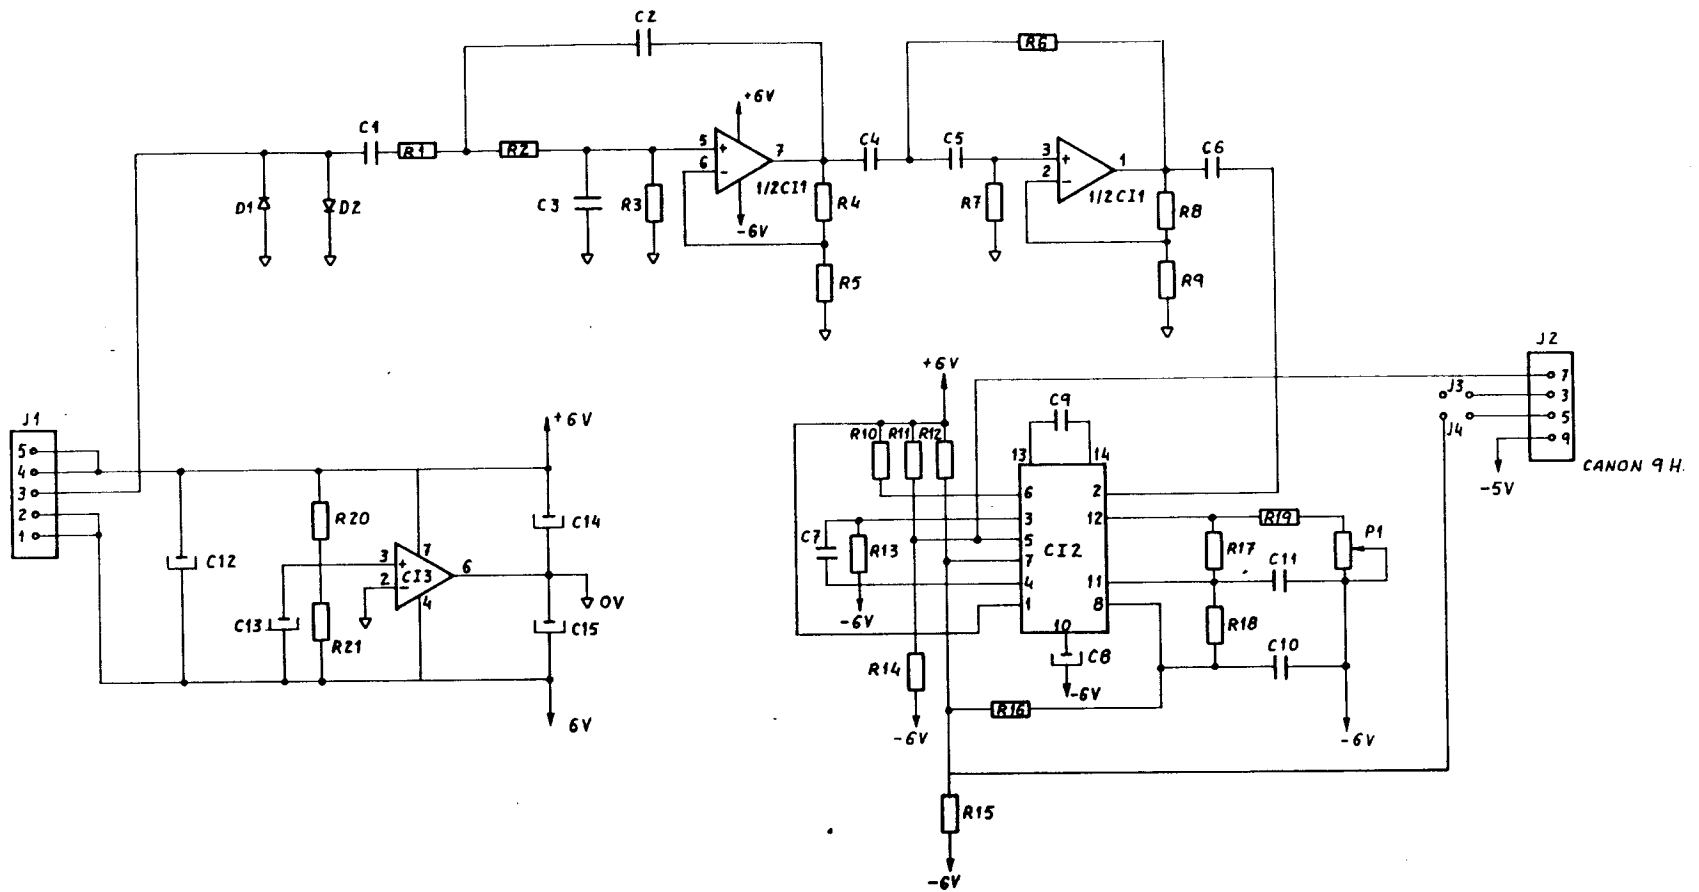 C2
R6
+6V
C1
R1
R2
5
+
6
-
7
1/2CI1
C4
C5
3
+
2
-
1
1/2CI1
C6
D1
D2
C3
R3
-6V
R4
R7
R8
R5
R9
J1
5
4
3
2
1
+6V
C12
R20
C13
R21
3
+
2
-
CI3
7
4
6
C14
C15
0V
6V
+6V
R10
R11
R12
C9
13
14
6
3
5
7
4
1
CI2
2
12
11
8
10
C7
R13
-6V
R14
-6V
C8
-6V
R16
R15
-6V
R19
P1
R17
C11
R18
C10
-6V
J3
J4
J2
7
3
5
9
-5V
CANON 9 H.